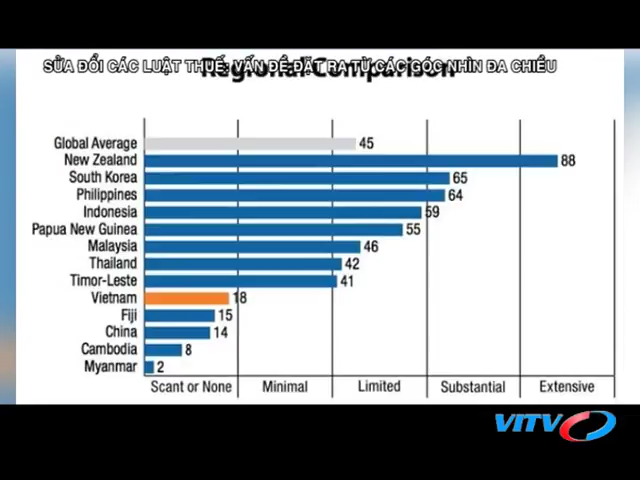 SỬA ĐỔI CÁC LUẬT THUẾ: VẤN ĐỀ ĐẶT RA TỪ CÁC GÓC NHÌN ĐA CHIỀU
Regional Comparison
Global Average 45
New Zealand 88
South Korea 65
Philippines 64
Indonesia 59
Papua New Guinea 55
Malaysia 46
Thailand 42
Timor-Leste 41
Vietnam 18
Fiji 15
China 14
Cambodia 8
Myanmar 2
Scant or None Minimal Limited Substantial Extensive
VITV